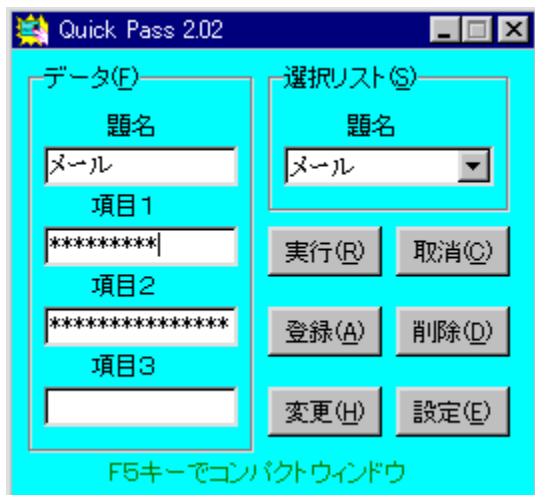 Quick Pass 2.02
データ(F)
題名
メール
項目1
*********
項目2
***************
項目3
選択リスト(S)
題名
メール
実行(R)
取消(C)
登録(A)
削除(D)
変更(H)
設定(E)
F5キーでコンパクトウィンドウ